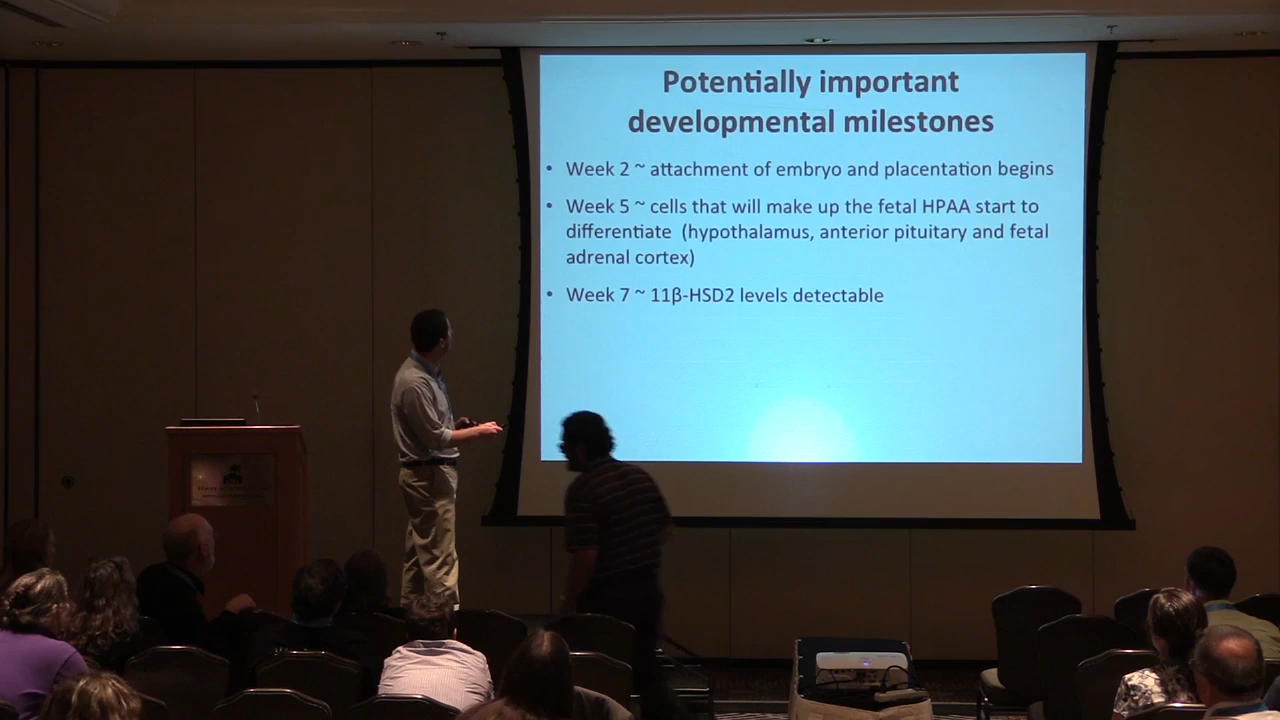 Potentially important
developmental milestones
• Week 2 ~ attachment of embryo and placentation begins
• Week 5 ~ cells that will make up the fetal HPAA start to
differentiate (hypothalamus, anterior pituitary and fetal
adrenal cortex)
• Week 7 ~ 11β-HSD2 levels detectable